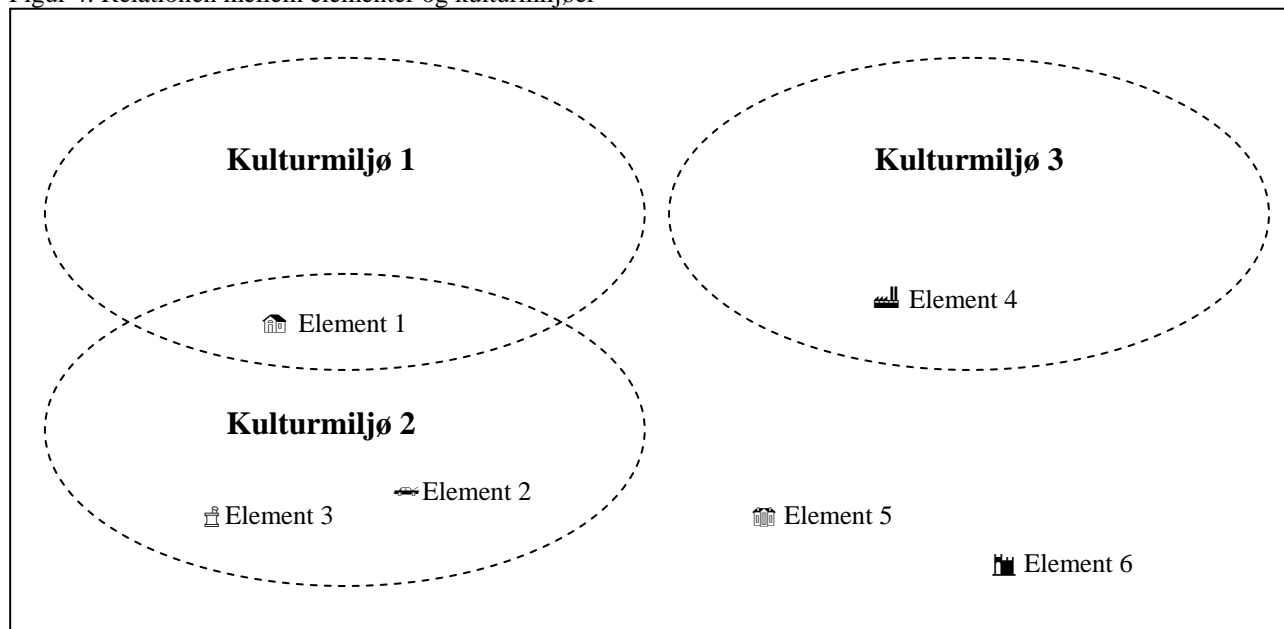 Figur 4. Relationen mellem elementer og kulturmiljøer
Kulturmiljø 1
Kulturmiljø 3
Element 4
Element 1
Kulturmiljø 2
Element 2
Element 3
Element 5
Element 6